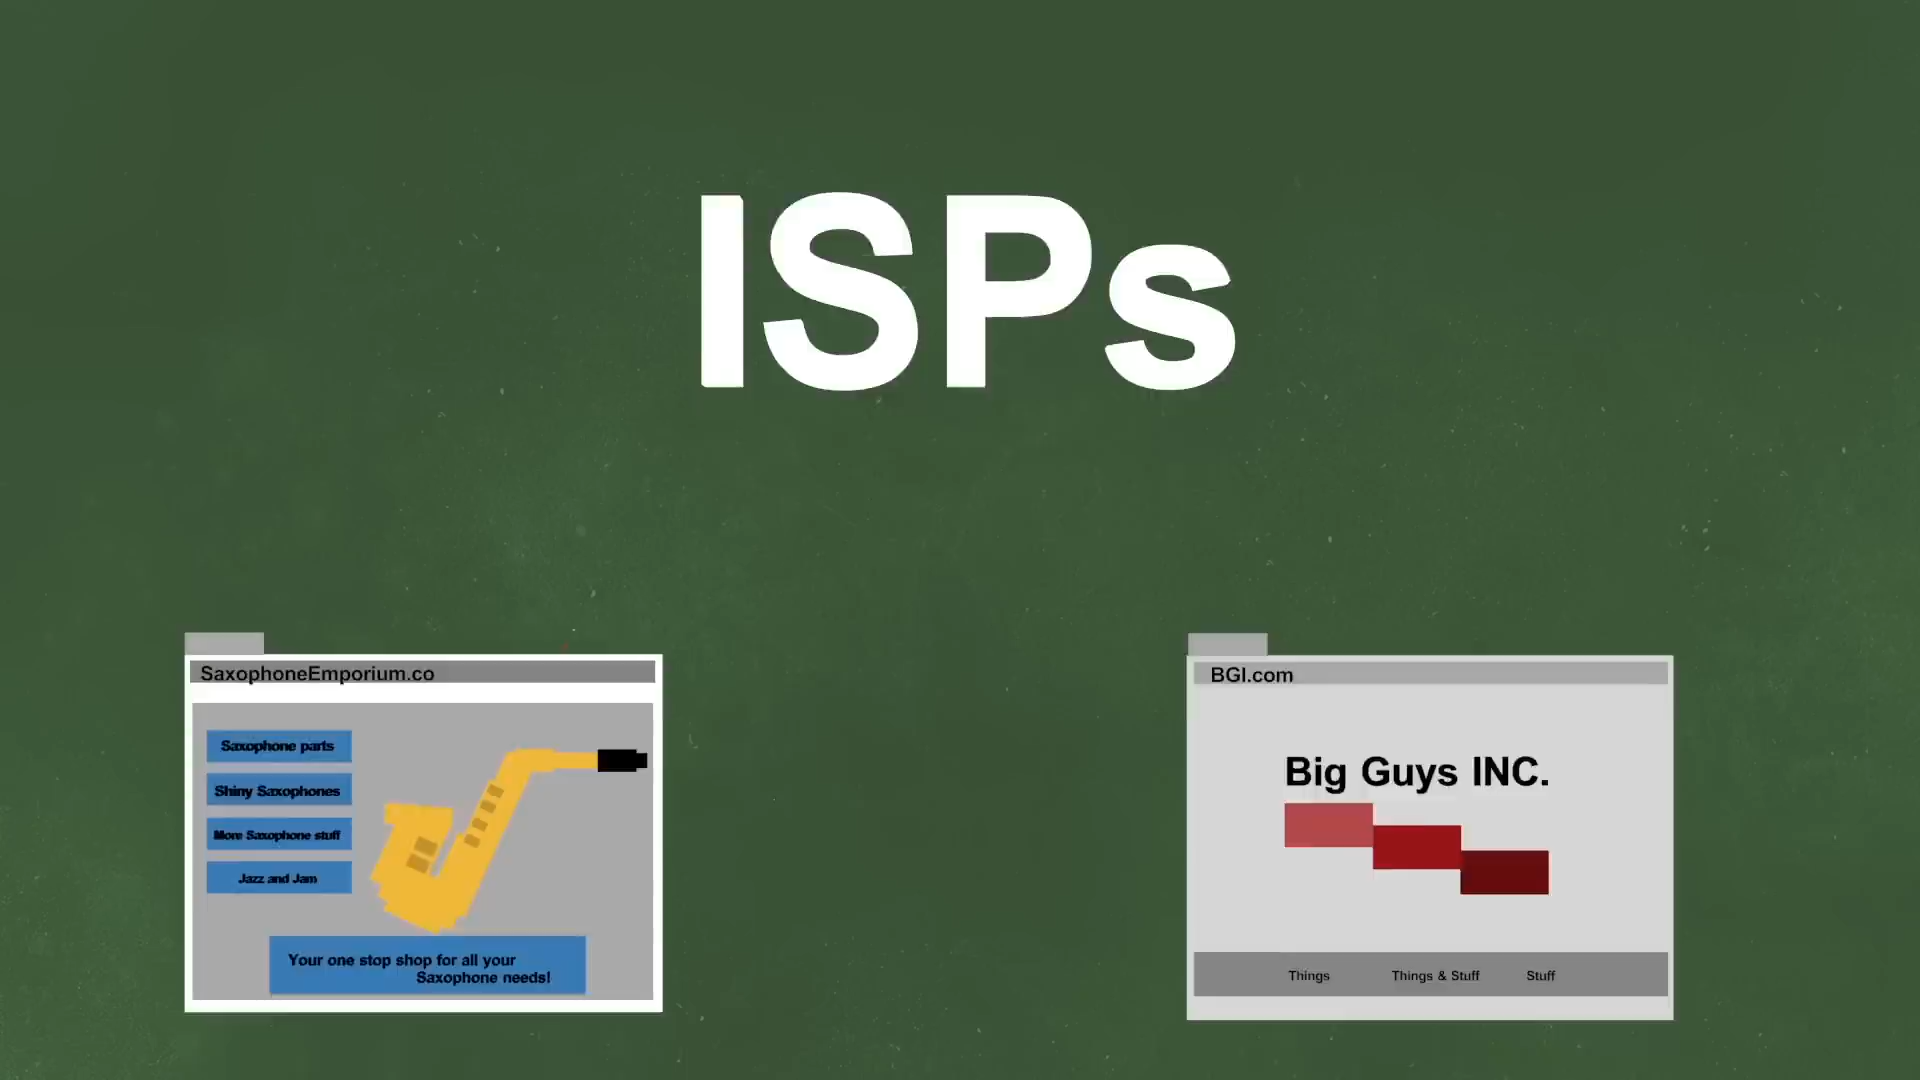 ISPs
SaxophoneEmporium.co
Saxophone parts
Shiny Saxophones
More Saxophone stuff
Jazz and Jam
Your one stop shop for all your
Saxophone needs!
BGI.com
Big Guys INC.
Things
Things & Stuff
Stuff